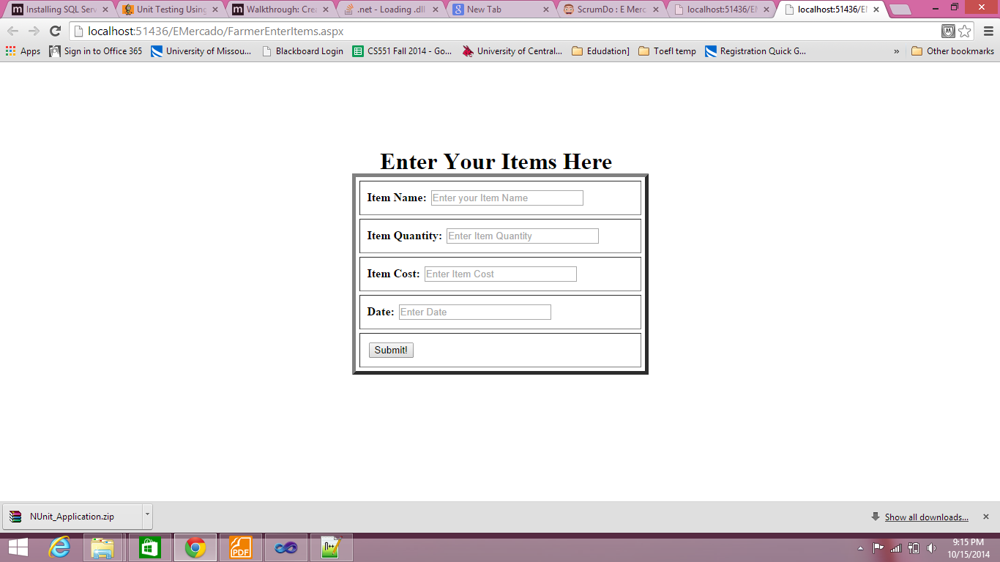 Installing SQL Serv
Unit Testing Using
Walkthrough: Crea
.net - Loading .dll
New Tab
ScrumDo : E Merc
localhost:51436/EM
localhost:51436/EM
localhost:51436/EMercado/FarmerEnterItems.aspx
Apps
Sign in to Office 365
University of Missou...
Blackboard Login
CS551 Fall 2014 - Go...
University of Central...
Edudation]
Toefl temp
Registration Quick G...
»
Other bookmarks
Enter Your Items Here
Item Name: Enter your Item Name
Item Quantity: Enter Item Quantity
Item Cost: Enter Item Cost
Date: Enter Date
Submit!
NUnit_Application.zip
Show all downloads...
PDF
9:15 PM
10/15/2014